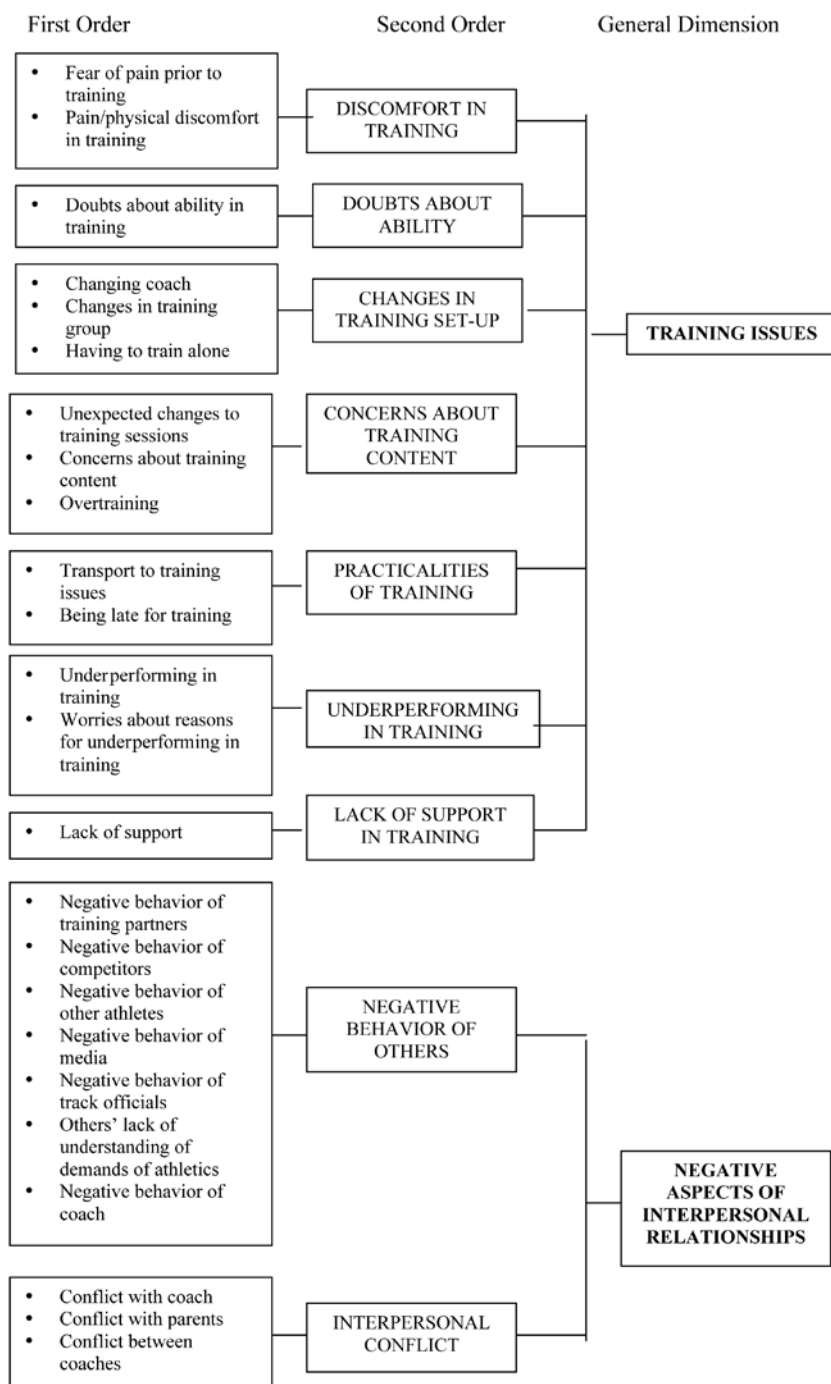 First Order
Second Order
General Dimension
• Fear of pain prior to
training
• Pain/physical discomfort
in training
DISCOMFORT IN
TRAINING
• Doubts about ability in
training
DOUBTS ABOUT
ABILITY
• Changing coach
• Changes in training
group
• Having to train alone
CHANGES IN
TRAINING SET-UP
TRAINING ISSUES
• Unexpected changes to
training sessions
• Concerns about training
content
• Overtraining
CONCERNS ABOUT
TRAINING
CONTENT
• Transport to training
issues
• Being late for training
PRACTICALITIES
OF TRAINING
• Underperforming in
training
• Worries about reasons
for underperforming in
training
UNDERPERFORMING
IN TRAINING
• Lack of support
LACK OF SUPPORT
IN TRAINING
• Negative behavior of
training partners
• Negative behavior of
competitors
• Negative behavior of
other athletes
• Negative behavior of
media
• Negative behavior of
track officials
• Others’ lack of
understanding of
demands of athletics
• Negative behavior of
coach
NEGATIVE
BEHAVIOR OF
OTHERS
NEGATIVE
ASPECTS OF
INTERPERSONAL
RELATIONSHIPS
• Conflict with coach
• Conflict with parents
• Conflict between
coaches
INTERPERSONAL
CONFLICT